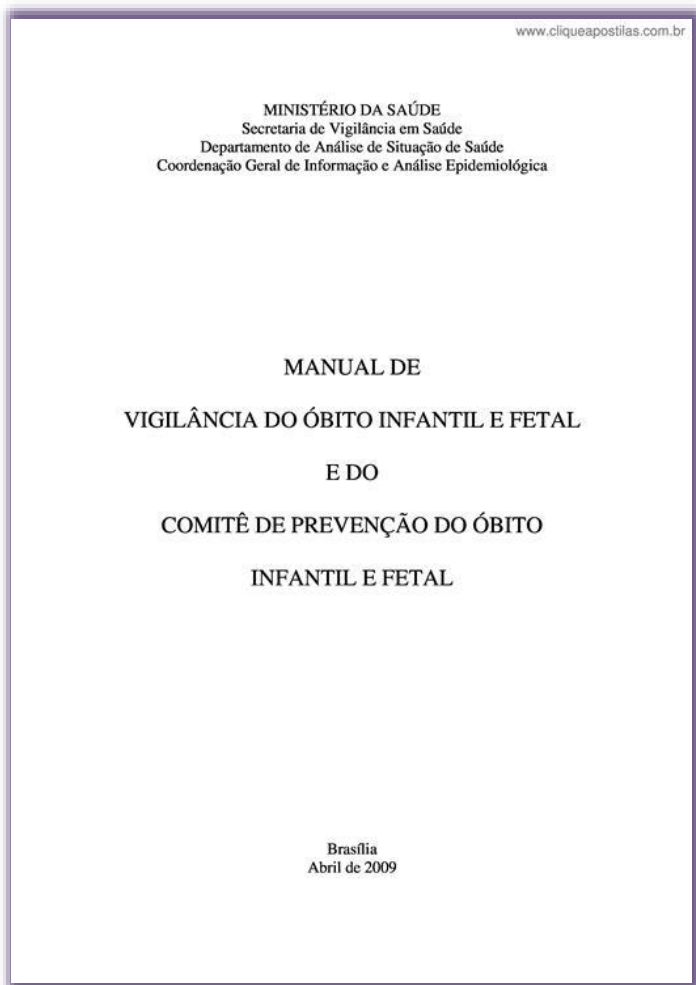 www.cliqueapostilas.com.br
MINISTÉRIO DA SAÚDE
Secretaria de Vigilância em Saúde
Departamento de Análise de Situação de Saúde
Coordenação Geral de Informação e Análise Epidemiológica
MANUAL DE
VIGILÂNCIA DO ÓBITO INFANTIL E FETAL
E DO
COMITÊ DE PREVENÇÃO DO ÓBITO
INFANTIL E FETAL
Brasília
Abril de 2009